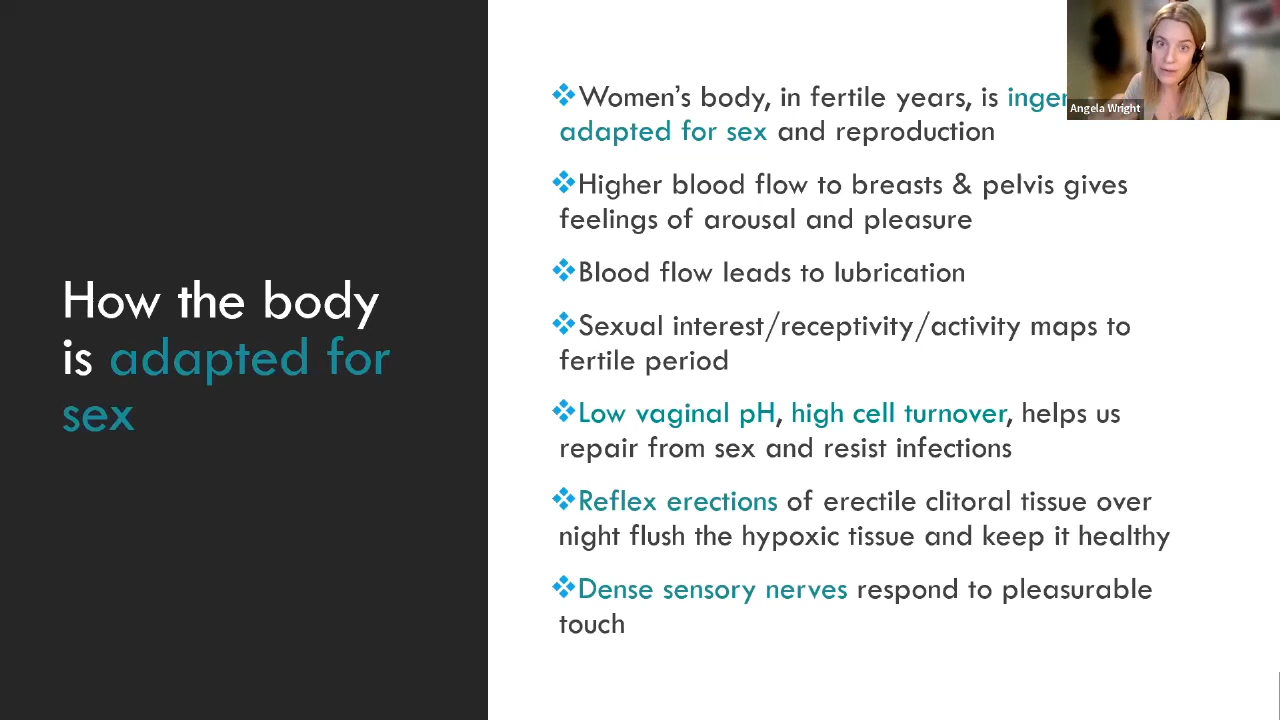 How the body
is adapted for
sex
❖Women's body, in fertile years, is
adapted for sex and reproduction
❖Higher blood flow to breasts & pelvis gives
feelings of arousal and pleasure
❖Blood flow leads to lubrication
❖Sexual interest/receptivity/activity maps to
fertile period
❖Low vaginal pH, high cell turnover, helps us
repair from sex and resist infections
❖Reflex erections of erectile clitoral tissue over
night flush the hypoxic tissue and keep it healthy
❖Dense sensory nerves respond to pleasurable
touch
Angela Wright